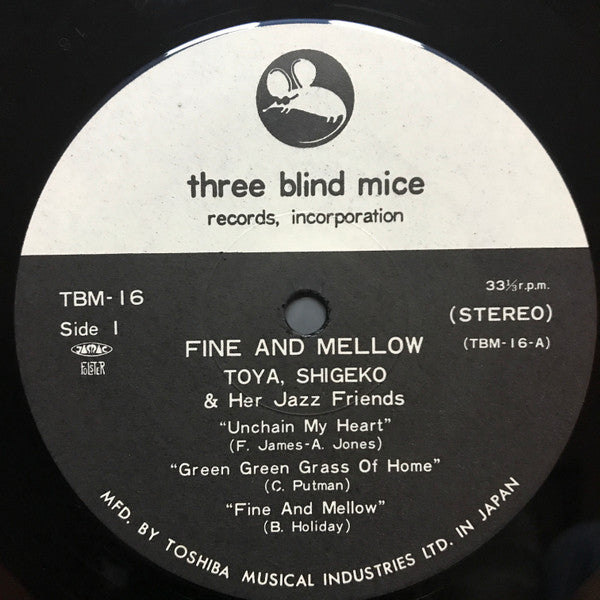 three blind mice
records, incorporation
TBM-16
Side 1
JASRAC
FOLSTER
33⅓ r.p.m.
(STEREO)
(TBM-16-A)
FINE AND MELLOW
TOYA, SHIGEKO
& Her Jazz Friends
"Unchain My Heart"
(F. James-A. Jones)
"Green Green Grass Of Home"
(C. Putman)
"Fine And Mellow"
(B. Holiday)
MFD. BY TOSHIBA MUSICAL INDUSTRIES LTD. IN JAPAN